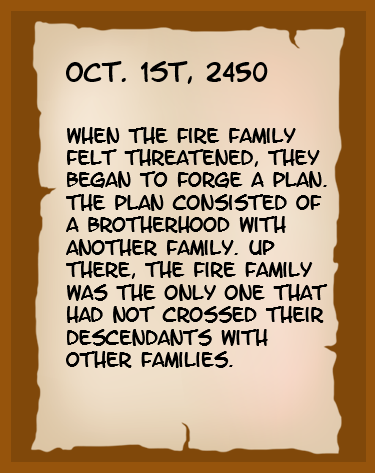 OCT. 1ST, 2450
WHEN THE FIRE FAMILY
FELT THREATENED, THEY
BEGAN TO FORGE A PLAN.
THE PLAN CONSISTED OF
A BROTHERHOOD WITH
ANOTHER FAMILY. UP
THERE, THE FIRE FAMILY
WAS THE ONLY ONE THAT
HAD NOT CROSSED THEIR
DESCENDANTS WITH
OTHER FAMILIES.